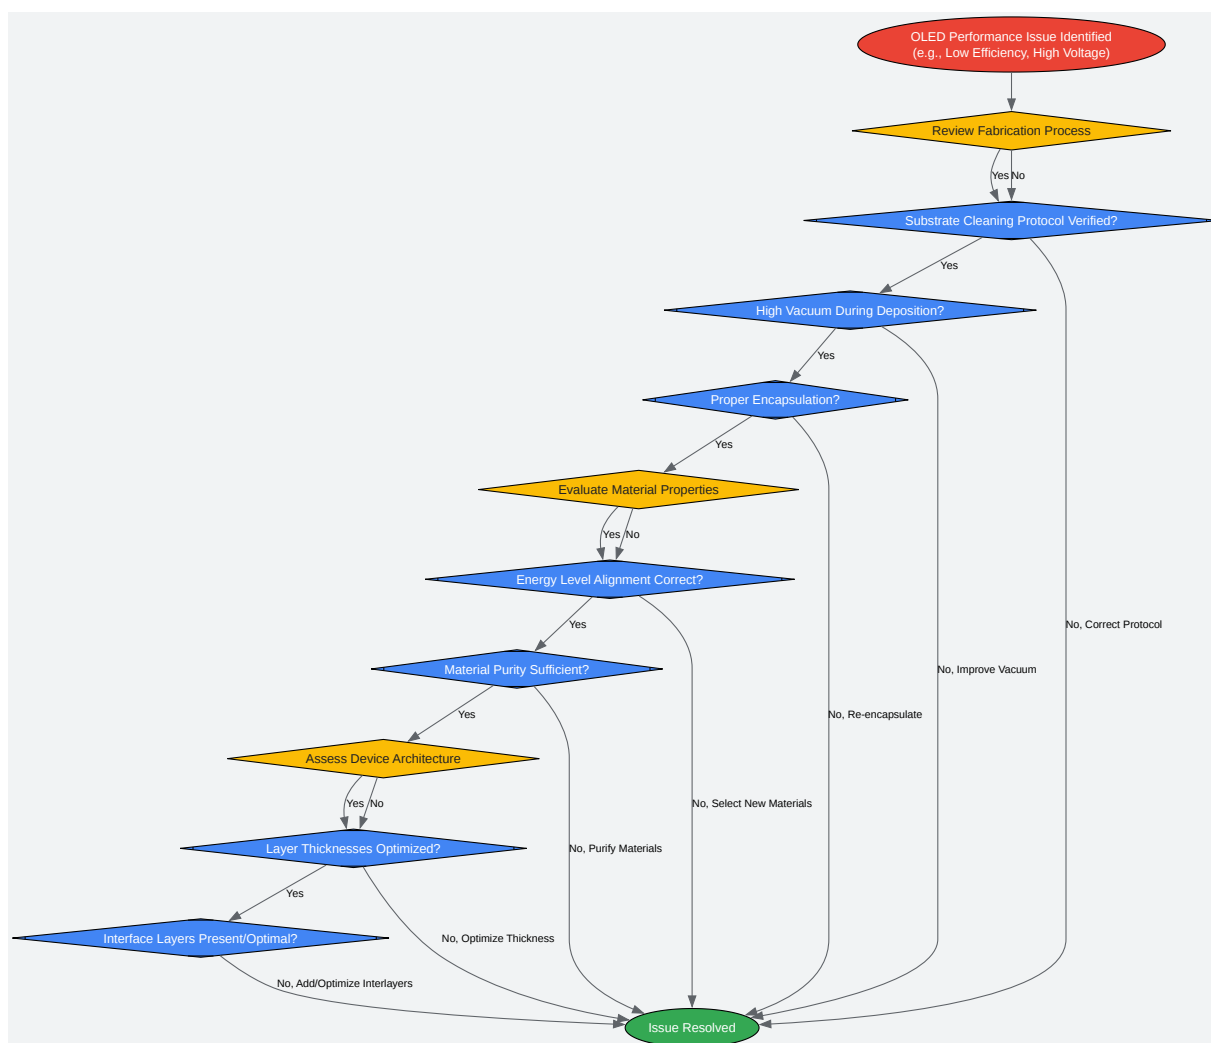 OLED Performance Issue Identified
(e.g., Low Efficiency, High Voltage)
Review Fabrication Process
Yes
No
Substrate Cleaning Protocol Verified?
Yes
High Vacuum During Deposition?
Yes
Proper Encapsulation?
Yes
Evaluate Material Properties
Yes
No
Energy Level Alignment Correct?
Yes
No, Correct Protocol
Material Purity Sufficient?
No, Improve Vacuum
Yes
No, Re-encapsulate
Assess Device Architecture
Yes
No
No, Select New Materials
Layer Thicknesses Optimized?
No, Purify Materials
Yes
Interface Layers Present/Optimal?
No, Optimize Thickness
No, Add/Optimize Interlayers
Issue Resolved